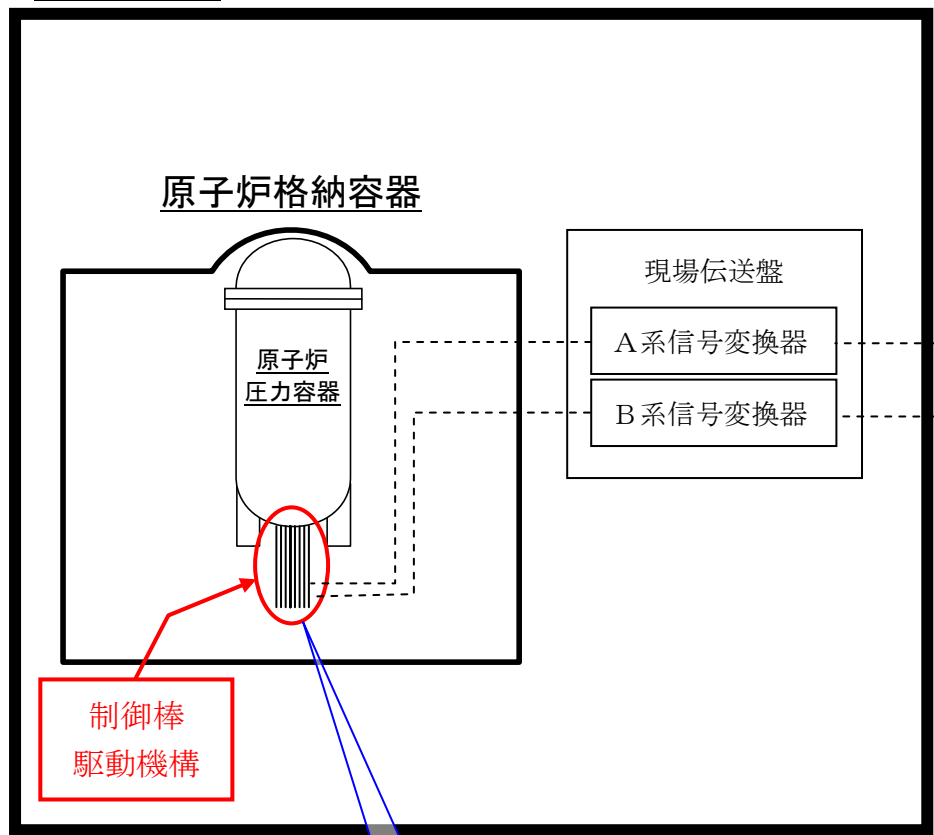 原子炉格納容器
現場伝送盤
A系信号変換器
B系信号変換器
原子炉
圧力容器
制御棒
駆動機構